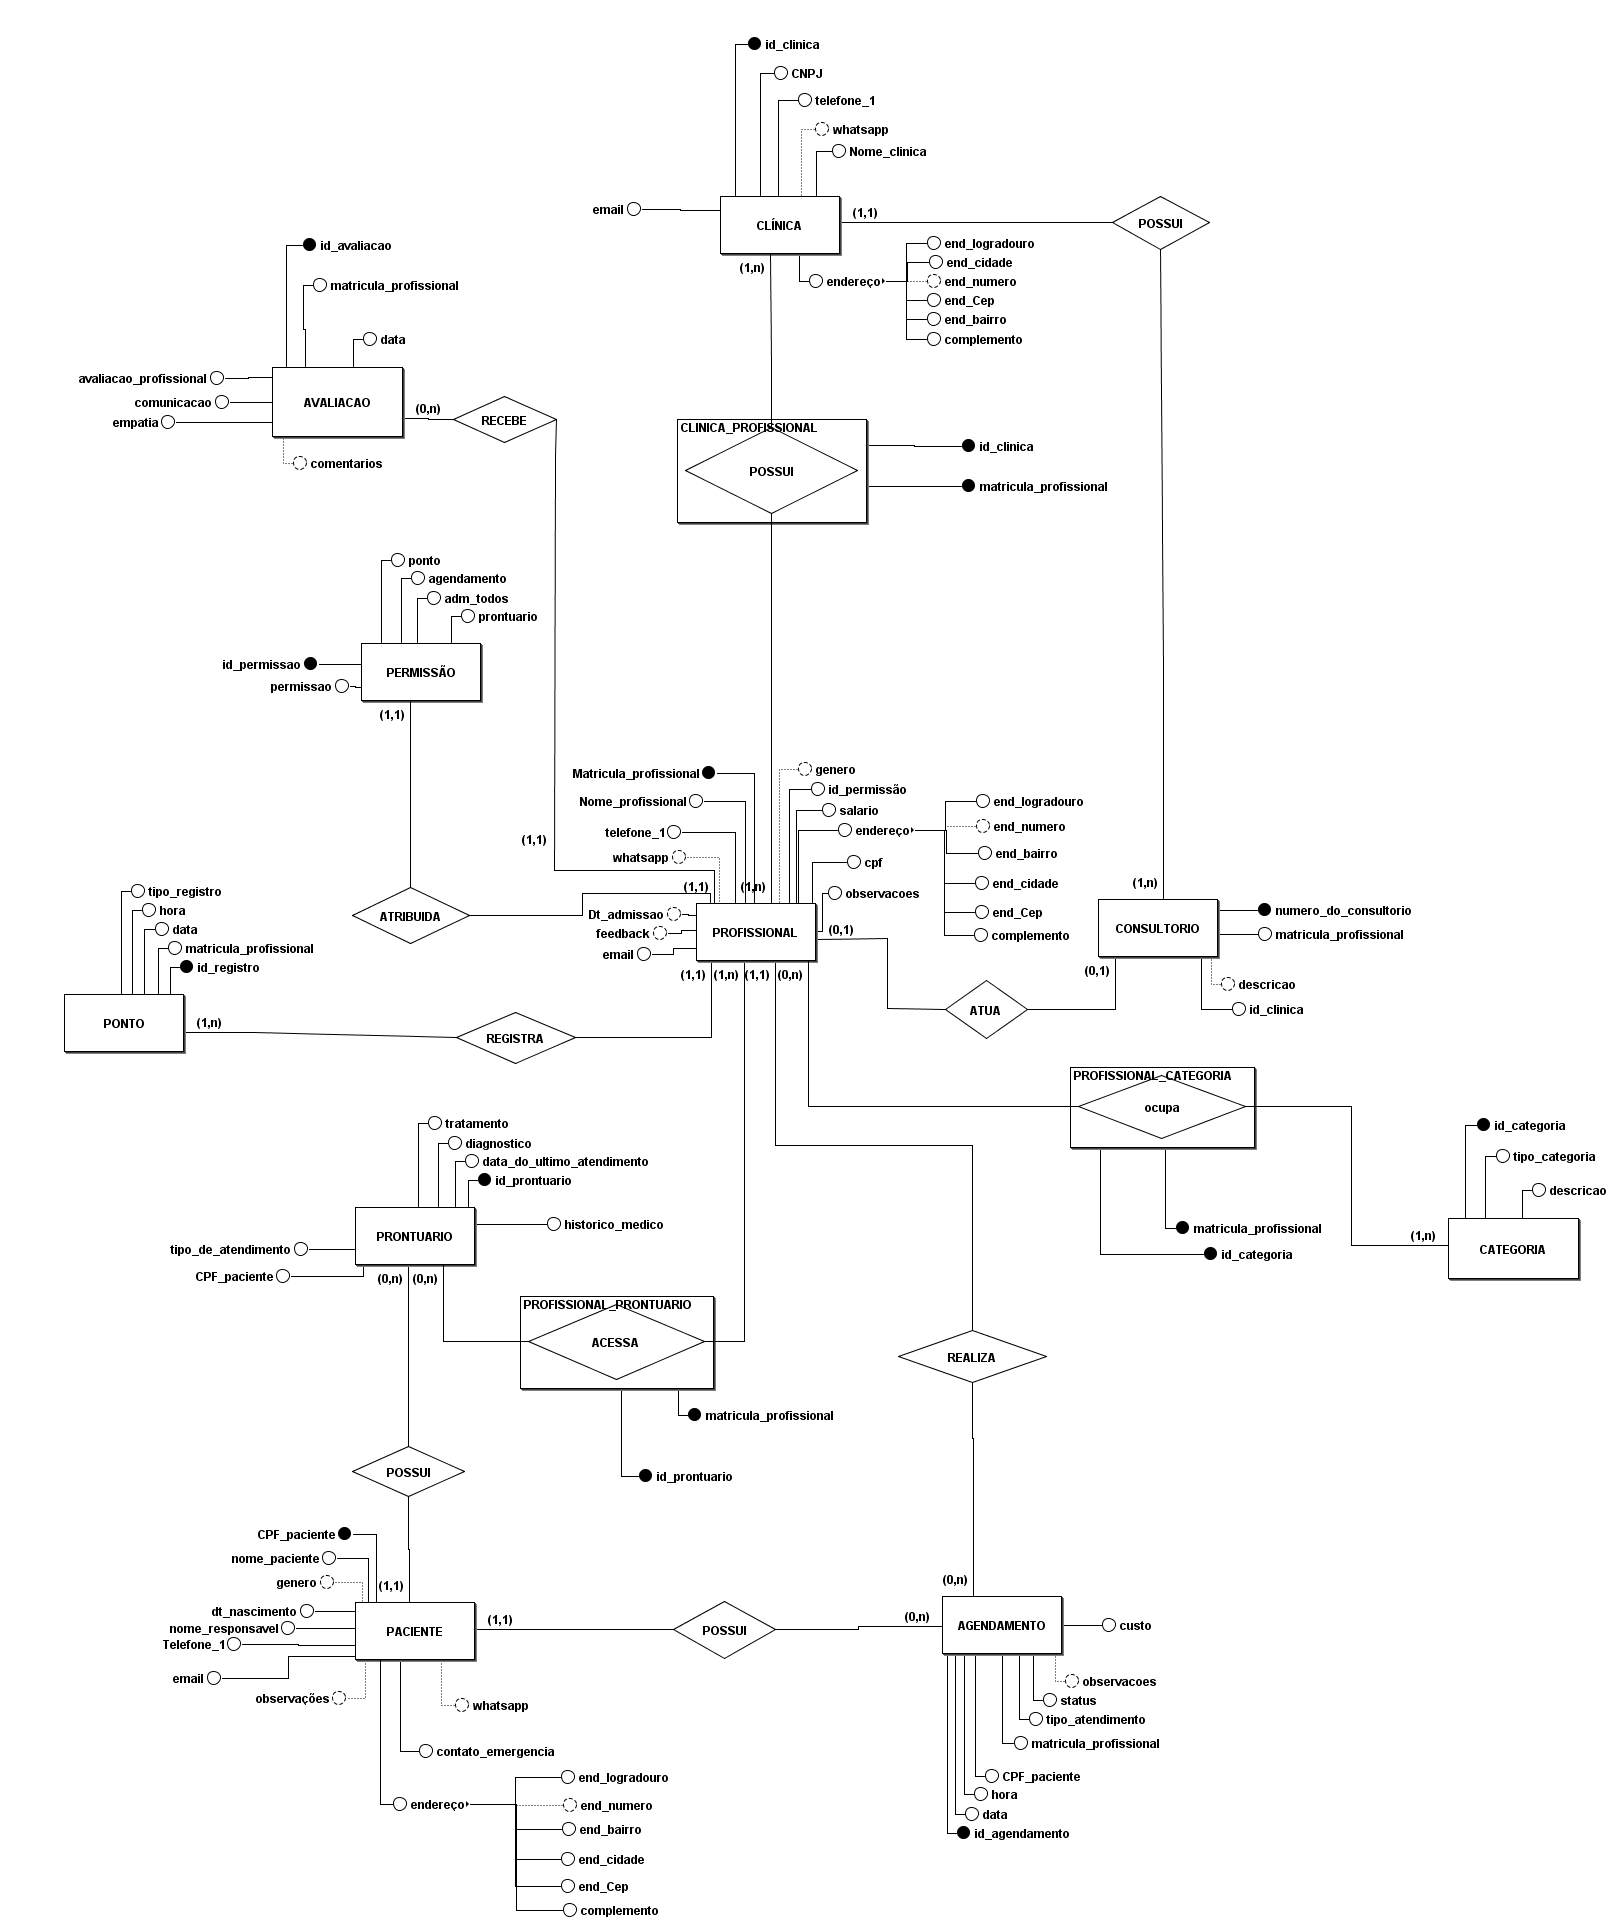 id_clinica
CNPJ
telefone_1
whatsapp
Nome_clinica
email
CLÍNICA
(1,1)
POSSUI
(1,n)
endereço
end_logradouro
end_cidade
end_numero
end_Cep
end_bairro
complemento
id_avaliacao
matricula_profissional
data
avaliacao_profissional
comunicacao
empatia
AVALIACAO
(0,n)
RECEBE
comentarios
CLINICA_PROFISSIONAL
POSSUI
id_clinica
matricula_profissional
ponto
agendamento
adm_todos
prontuario
id_permissao
permissao
PERMISSÃO
(1,1)
Matricula_profissional
Nome_profissional
telefone_1
whatsapp
(1,1)
genero
id_permissão
salario
endereço
cpf
observacoes
end_logradouro
end_numero
end_bairro
end_cidade
end_Cep
complemento
(1,1)
(1,n)
Dt_admissao
feedback
email
PROFISSIONAL
(0,1)
(1,1)
(1,n)
(1,1)
(0,n)
ATRIBUIDA
tipo_registro
hora
data
matricula_profissional
id_registro
PONTO
(1,n)
REGISTRA
(1,n)
CONSULTORIO
numero_do_consultorio
matricula_profissional
(0,1)
descricao
id_clinica
ATUA
PROFISSIONAL_CATEGORIA
ocupa
matricula_profissional
id_categoria
id_categoria
tipo_categoria
descricao
(1,n)
CATEGORIA
tratamento
diagnostico
data_do_ultimo_atendimento
id_prontuario
historico_medico
PRONTUARIO
tipo_de_atendimento
CPF_paciente
(0,n)
(0,n)
PROFISSIONAL_PRONTUARIO
ACESSA
matricula_profissional
id_prontuario
REALIZA
POSSUI
CPF_paciente
nome_paciente
genero
(1,1)
dt_nascimento
nome_responsavel
Telefone_1
email
observações
PACIENTE
(1,1)
POSSUI
(0,n)
(0,n)
AGENDAMENTO
custo
whatsapp
contato_emergencia
endereço
end_logradouro
end_numero
end_bairro
end_cidade
end_Cep
complemento
observacoes
status
tipo_atendimento
matricula_profissional
CPF_paciente
hora
data
id_agendamento